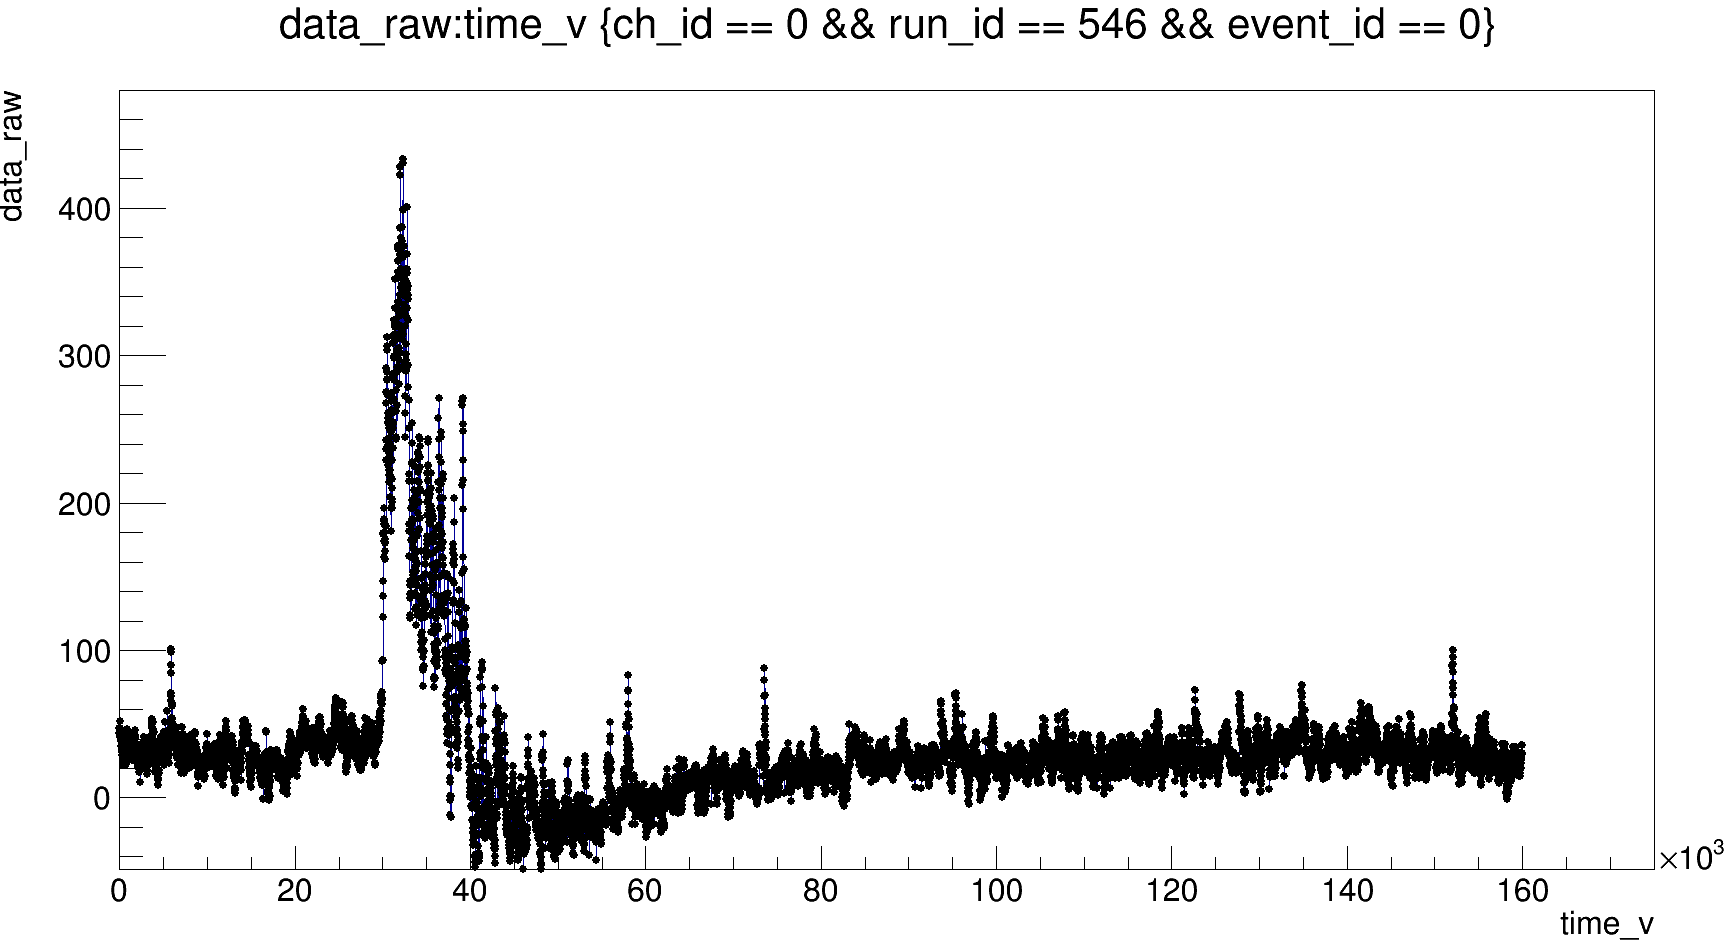 data_raw:time_v {ch_id == 0 && run_id == 546 && event_id == 0}
data_raw
400
300
200
100
0
0 20 40 60 80 100 120 140 160
×10³
time_v